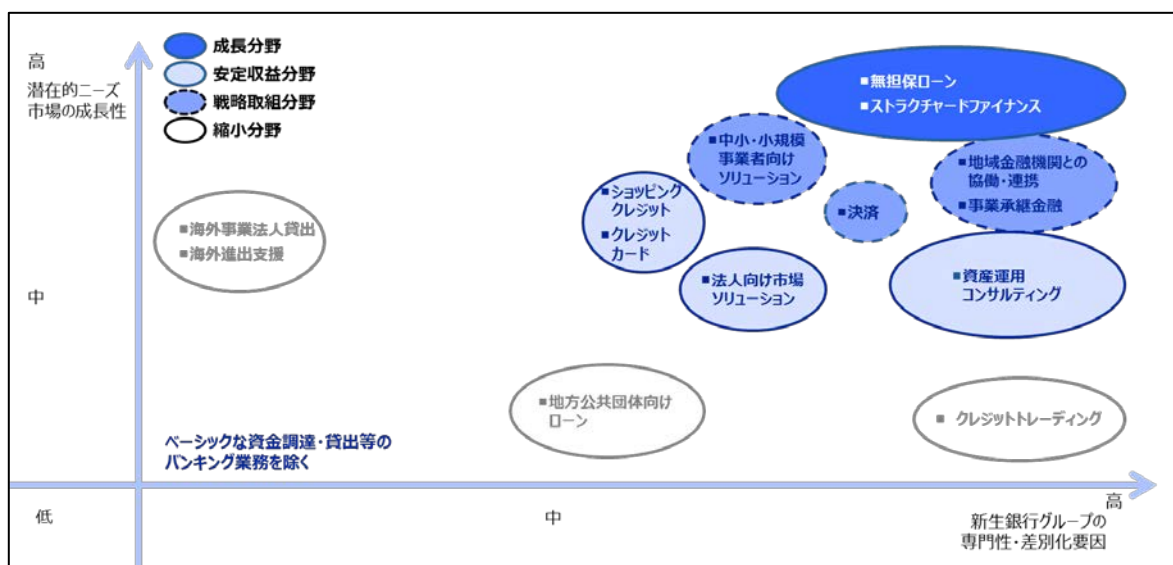 高
潜在的ニーズ
市場の成長性
成長分野
安定収益分野
戦略取組分野
縮小分野
■無担保ローン
■ストラクチャードファイナンス
■中小・小規模
事業者向け
ソリューション
■地域金融機関との
協働・連携
■事業承継金融
■ショッピング
クレジット
■クレジット
カード
■決済
■海外事業法人貸出
■海外進出支援
■法人向け市場
ソリューション
■資産運用
コンサルティング
中
■地方公共団体向け
ローン
■ クレジットトレーディング
ベーシックな資金調達・貸出等の
バンキング業務を除く
低
中
高
新生銀行グループの
専門性・差別化要因